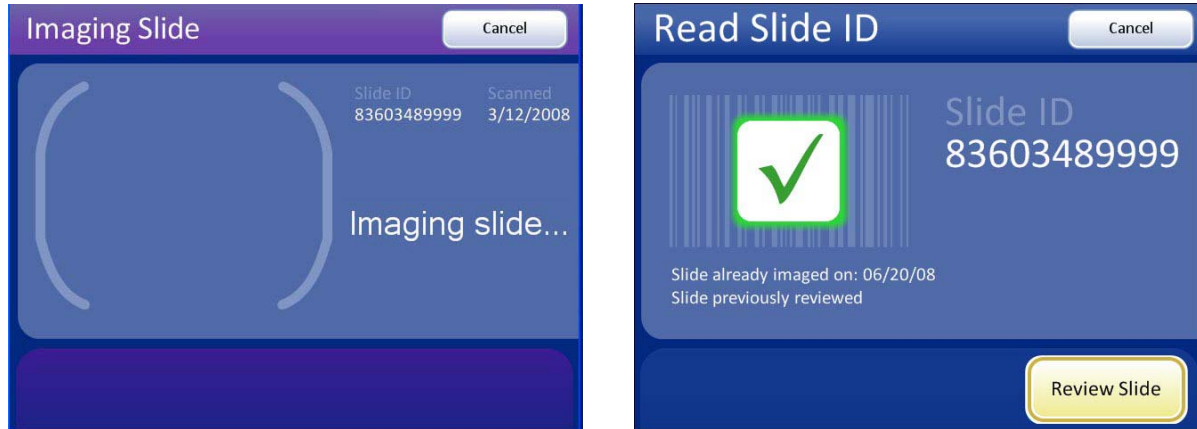 Imaging Slide
Cancel
Slide ID
Scanned
83603489999
3/12/2008
Imaging slide...
Read Slide ID
Cancel
Slide ID
83603489999
Slide already imaged on: 06/20/08
Slide previously reviewed
Review Slide